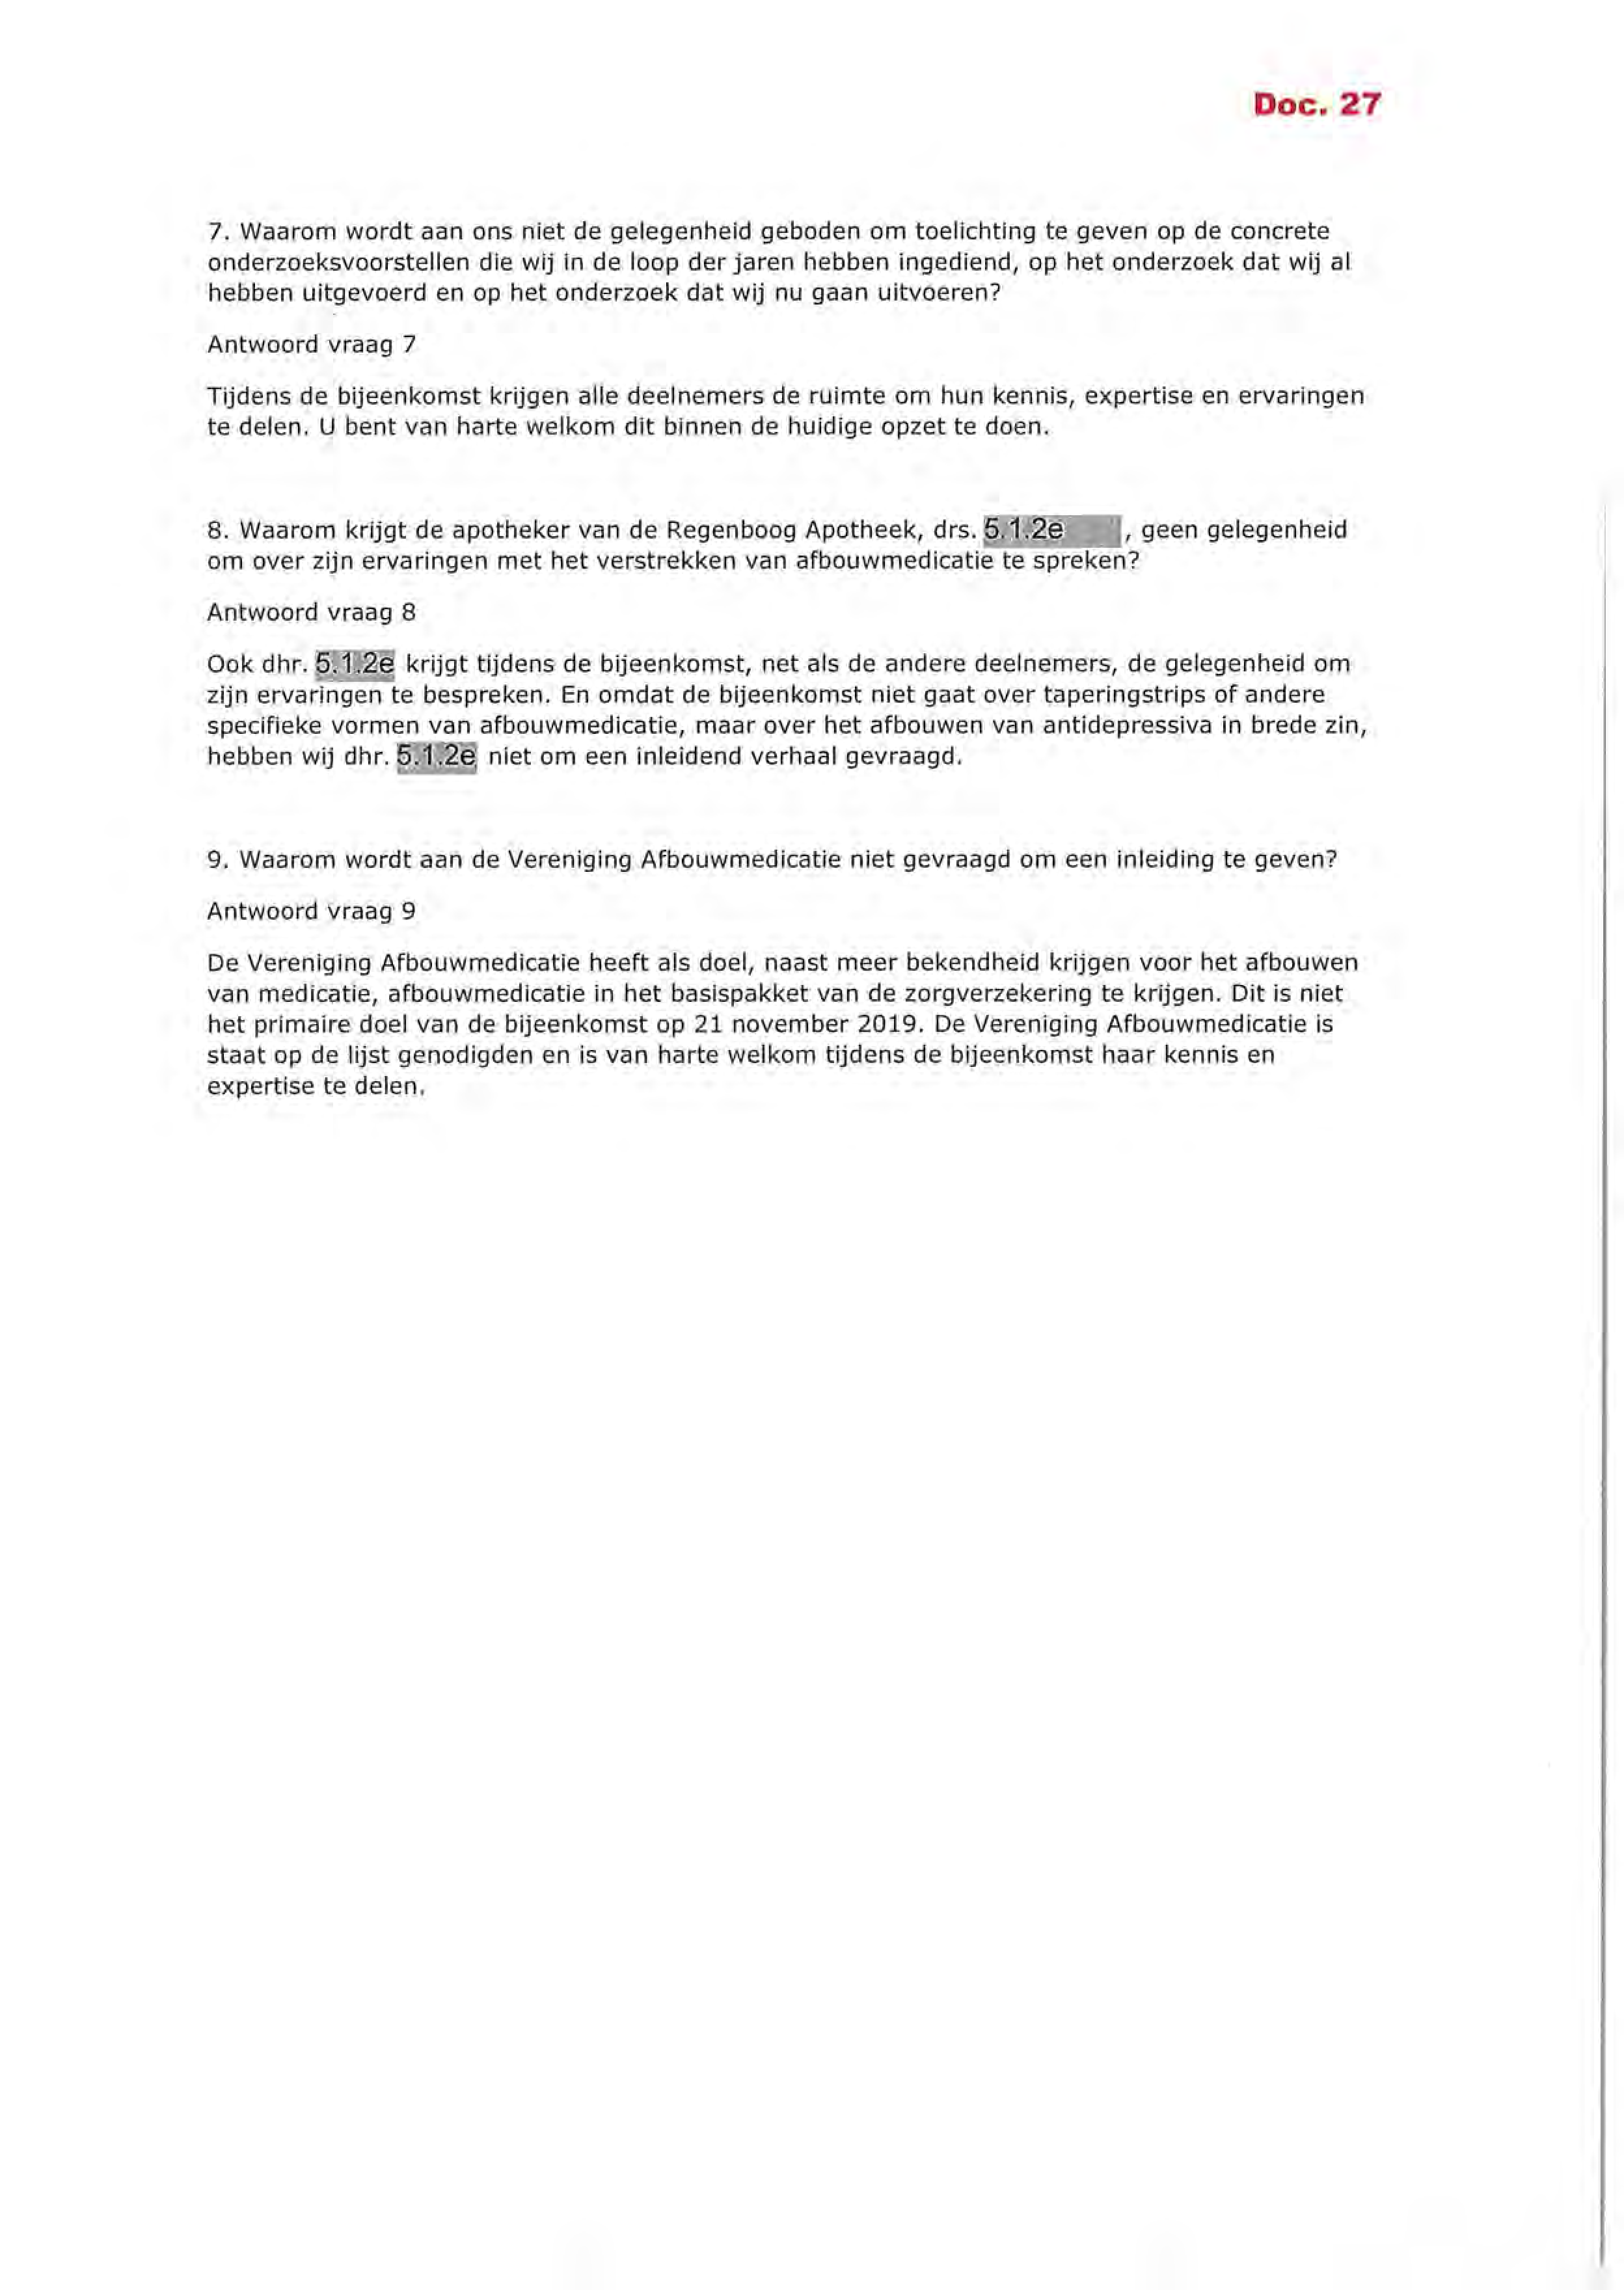 Doc. 27
7. Waarom wordt aan ons niet de gelegenheid geboden om toelichting te geven op de concrete
onderzoeksvoorstellen die wij in de loop der jaren hebben ingediend, op het onderzoek dat wij al
hebben uitgevoerd en op het onderzoek dat wij nu gaan uitvoeren?
Antwoord vraag 7
Tijdens de bijeenkomst krijgen alle deelnemers de ruimte om hun kennis, expertise en ervaringen
te delen. U bent van harte welkom dit binnen de huidige opzet te doen.
8. Waarom krijgt de apotheker van de Regenboog Apotheek, drs. 5.1.2e , geen gelegenheid
om over zijn ervaringen met het verstrekken van afbouwmedicatie te spreken?
Antwoord vraag 8
Ook dhr. 5.1.2e krijgt tijdens de bijeenkomst, net als de andere deelnemers, de gelegenheid om
zijn ervaringen te bespreken. En omdat de bijeenkomst niet gaat over taperingstrips of andere
specifieke vormen van afbouwmedicatie, maar over het afbouwen van antidepressiva in brede zin,
hebben wij dhr. 5.1.2e niet om een inleidend verhaal gevraagd.
9. Waarom wordt aan de Vereniging Afbouwmedicatie niet gevraagd om een inleiding te geven?
Antwoord vraag 9
De Vereniging Afbouwmedicatie heeft als doel, naast meer bekendheid krijgen voor het afbouwen
van medicatie, afbouwmedicatie in het basispakket van de zorgverzekering te krijgen. Dit is niet
het primaire doel van de bijeenkomst op 21 november 2019. De Vereniging Afbouwmedicatie is
staat op de lijst genodigden en is van harte welkom tijdens de bijeenkomst haar kennis en
expertise te delen.